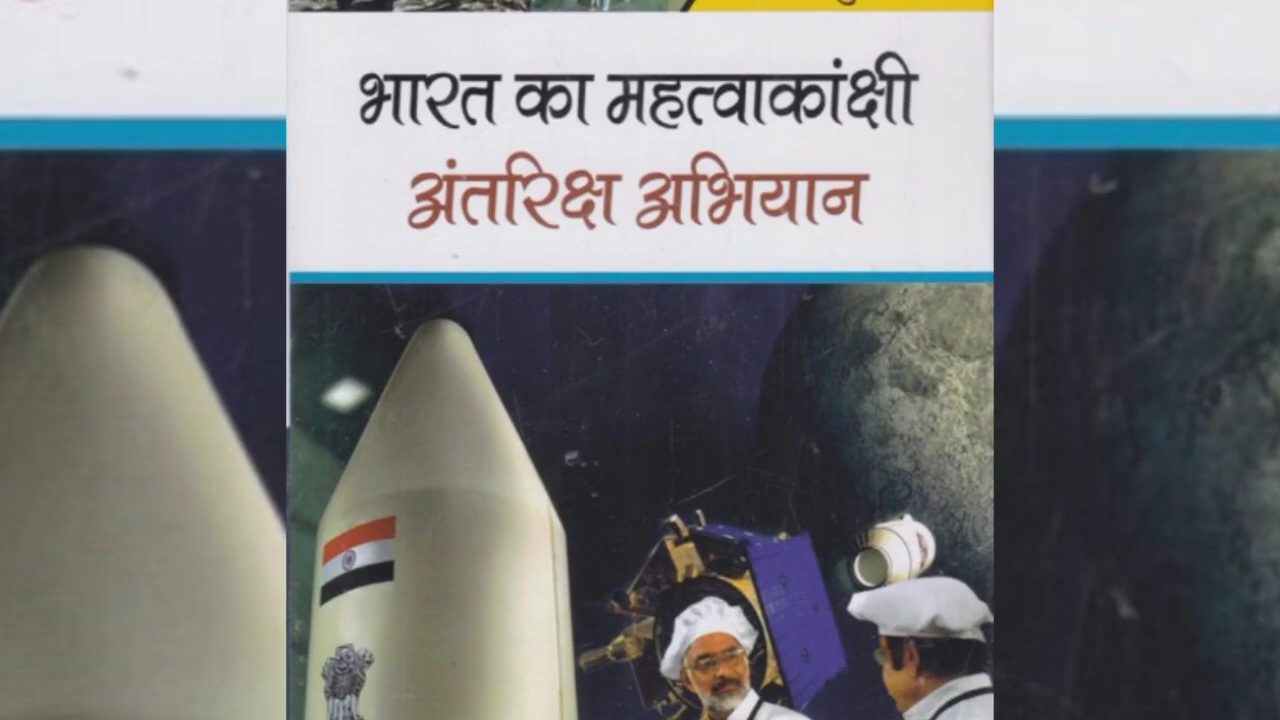 भारत का महत्वाकांक्षी
अंतरिक्ष अभियान